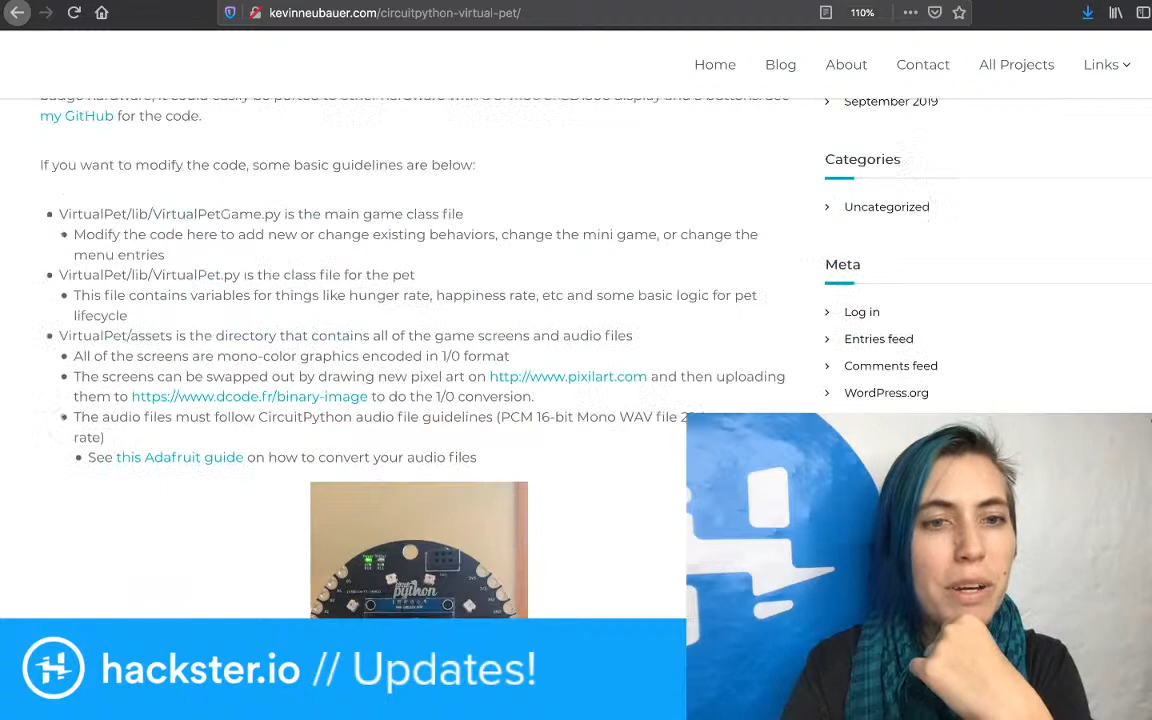 kevinneubauer.com/circuitpython-virtual-pet/
110%
Home Blog About Contact All Projects Links
my GitHub for the code.
If you want to modify the code, some basic guidelines are below:
VirtualPet/lib/VirtualPetGame.py is the main game class file
Modify the code here to add new or change existing behaviors, change the mini game, or change the
menu entries
VirtualPet/lib/VirtualPet.py is the class file for the pet
This file contains variables for things like hunger rate, happiness rate, etc and some basic logic for pet
lifecycle
VirtualPet/assets is the directory that contains all of the game screens and audio files
All of the screens are mono-color graphics encoded in 1/0 format
The screens can be swapped out by drawing new pixel art on http://www.pixilart.com and then uploading
them to https://www.dcode.fr/binary-image to do the 1/0 conversion.
The audio files must follow CircuitPython audio file guidelines (PCM 16-bit Mono WAV file
rate)
See this Adafruit guide on how to convert your audio files
September 2019
Categories
Uncategorized
Meta
Log in
Entries feed
Comments feed
WordPress.org
python
hackster.io // Updates!